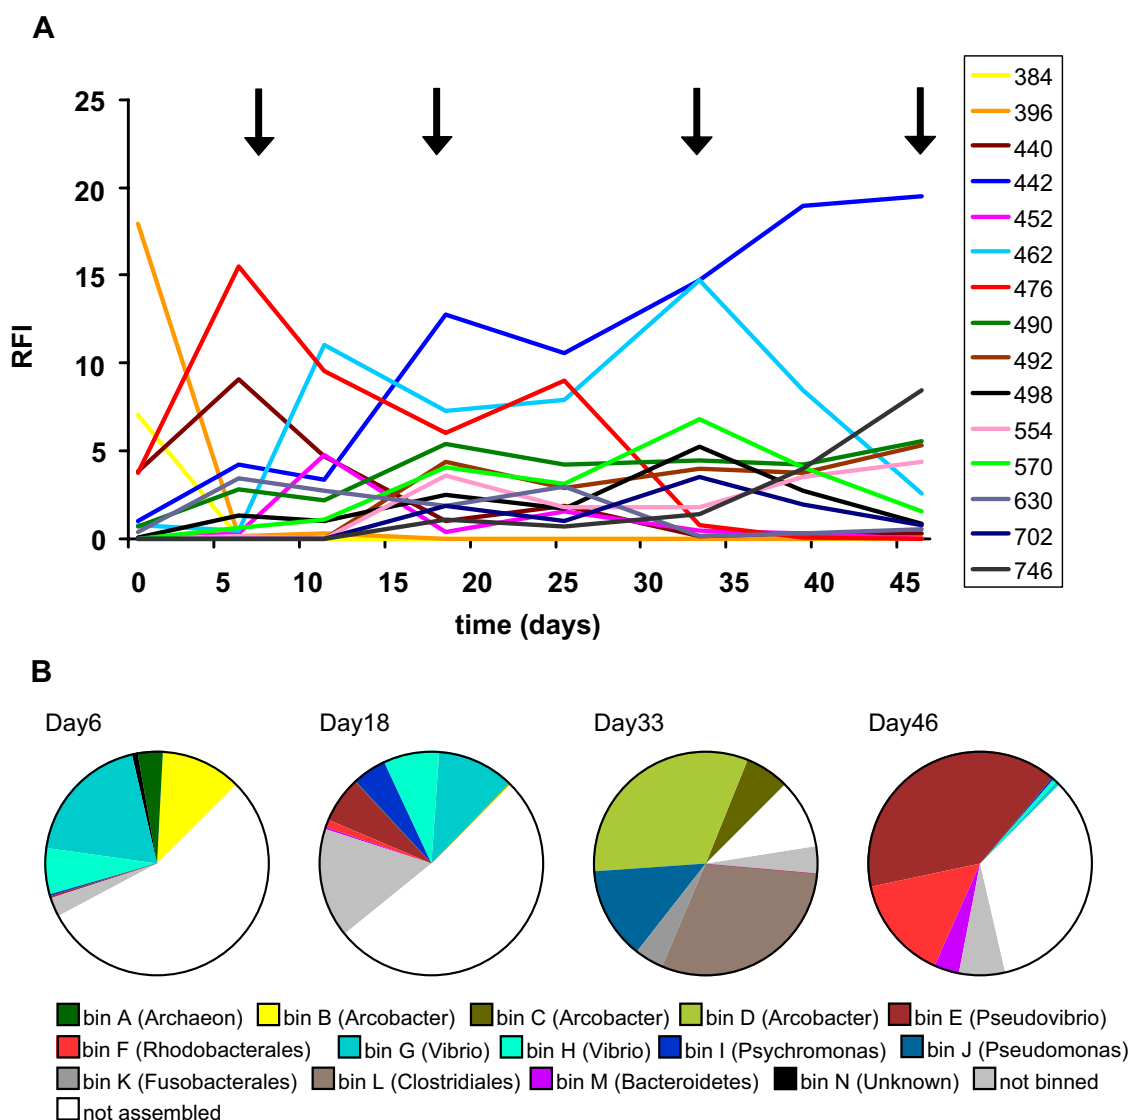 A
25
20
15
10
5
0
RFI
0 5 10 15 20 25 30 35 40 45
time (days)
384
396
440
442
452
462
476
490
492
498
554
570
630
702
746
B
Day6 Day18 Day33 Day46
bin A (Archaeon) bin B (Arcobacter) bin C (Arcobacter) bin D (Arcobacter) bin E (Pseudovibrio)
bin F (Rhodobacterales) bin G (Vibrio) bin H (Vibrio) bin I (Psychromonas) bin J (Pseudomonas)
bin K (Fusobacterales) bin L (Clostridiales) bin M (Bacteroidetes) bin N (Unknown) not binned
not assembled